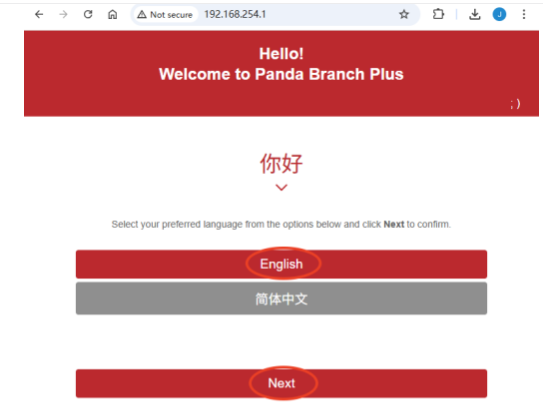 Not secure 192.168.254.1
J
Hello!
Welcome to Panda Branch Plus
; )
你好
Select your preferred language from the options below and click Next to confirm.
English
简体中文
Next